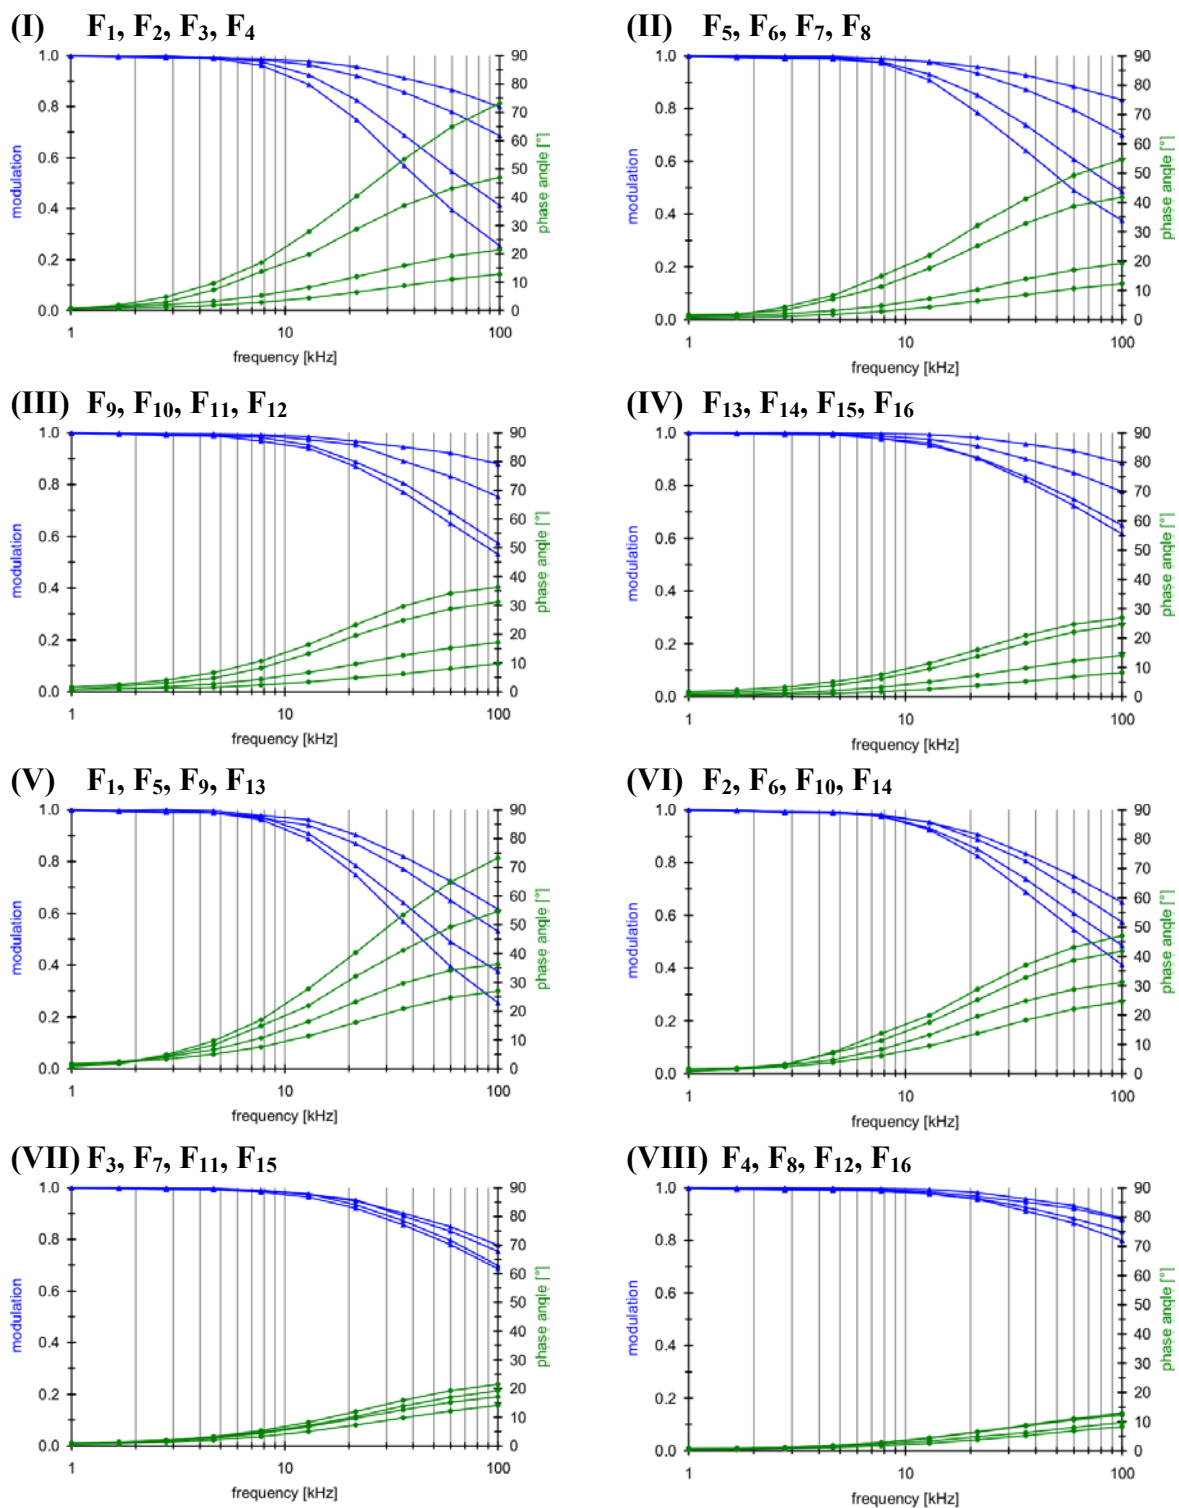 (I) F₁, F₂, F₃, F₄
1.0 0.8 0.6 0.4 0.2 0.0
modulation
90 80 70 60 50 40 30 20 10 0
phase angle [°]
1 10 100
frequency [kHz]
(II) F₅, F₆, F₇, F₈
1.0 0.8 0.6 0.4 0.2 0.0
modulation
90 80 70 60 50 40 30 20 10 0
phase angle [°]
1 10 100
frequency [kHz]
(III) F₉, F₁₀, F₁₁, F₁₂
1.0 0.8 0.6 0.4 0.2 0.0
modulation
90 80 70 60 50 40 30 20 10 0
phase angle [°]
1 10 100
frequency [kHz]
(IV) F₁₃, F₁₄, F₁₅, F₁₆
1.0 0.8 0.6 0.4 0.2 0.0
modulation
90 80 70 60 50 40 30 20 10 0
phase angle [°]
1 10 100
frequency [kHz]
(V) F₁, F₅, F₉, F₁₃
1.0 0.8 0.6 0.4 0.2 0.0
modulation
90 80 70 60 50 40 30 20 10 0
phase angle [°]
1 10 100
frequency [kHz]
(VI) F₂, F₆, F₁₀, F₁₄
1.0 0.8 0.6 0.4 0.2 0.0
modulation
90 80 70 60 50 40 30 20 10 0
phase angle [°]
1 10 100
frequency [kHz]
(VII) F₃, F₇, F₁₁, F₁₅
1.0 0.8 0.6 0.4 0.2 0.0
modulation
90 80 70 60 50 40 30 20 10 0
phase angle [°]
1 10 100
frequency [kHz]
(VIII) F₄, F₈, F₁₂, F₁₆
1.0 0.8 0.6 0.4 0.2 0.0
modulation
90 80 70 60 50 40 30 20 10 0
phase angle [°]
1 10 100
frequency [kHz]